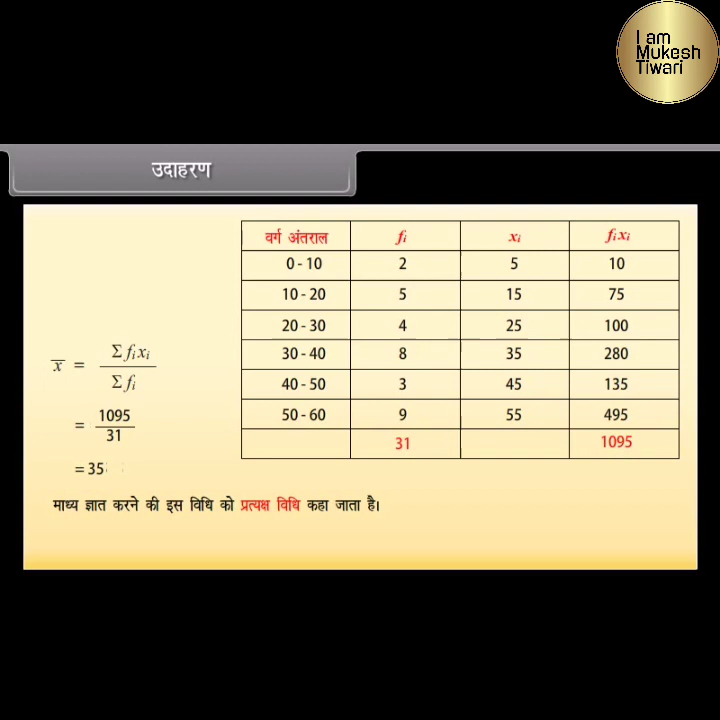 I am
Mukesh
Tiwari
उदाहरण
वर्ग अंतराल fᵢ xᵢ fᵢxᵢ
0 - 10 2 5 10
10 - 20 5 15 75
20 - 30 4 25 100
30 - 40 8 35 280
40 - 50 3 45 135
50 - 60 9 55 495
31 1095
x̅ = Σfᵢxᵢ / Σfᵢ
= 1095 / 31
= 35
माध्य ज्ञात करने की इस विधि को प्रत्यक्ष विधि कहा जाता है।